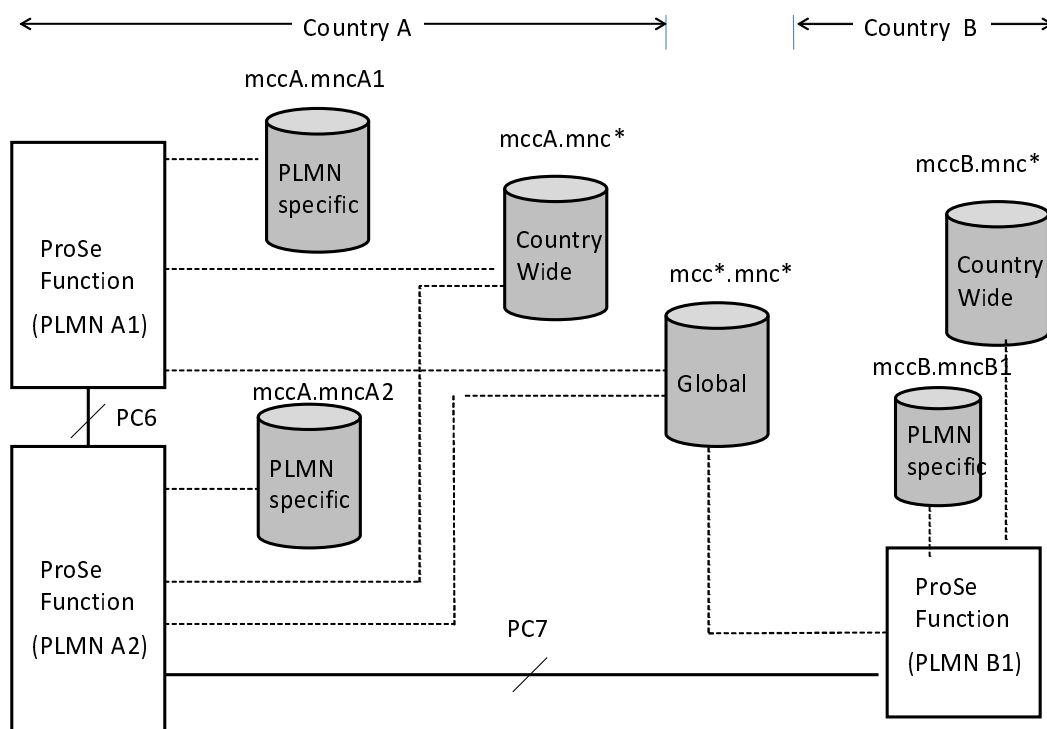 Country A
Country B
mccA.mncA1
PLMN
specific
mccA.mnc*
Country
Wide
mccB.mnc*
Country
Wide
ProSe
Function
(PLMN A1)
mcc*.mnc*
Global
mccB.mncB1
PLMN
specific
PC6
mccA.mncA2
PLMN
specific
ProSe
Function
(PLMN A2)
PC7
ProSe
Function
(PLMN B1)